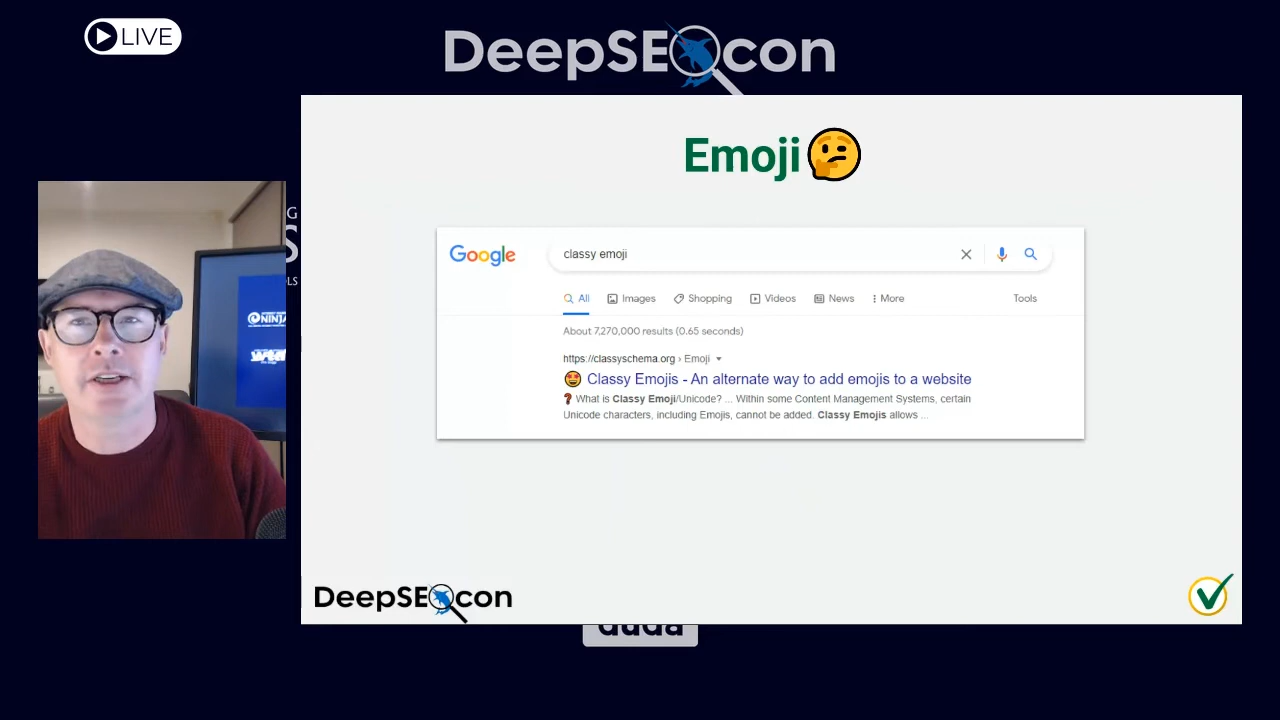 LIVE
DeepSEOcon
Emoji🤔
Google
classy emoji
All Images Shopping Videos News More Tools
About 7,270,000 results (0.65 seconds)
https://classyschema.org › Emoji
🤩 Classy Emojis - An alternate way to add emojis to a website
❓ What is Classy Emoji/Unicode? ... Within some Content Management Systems, certain
Unicode characters, including Emojis, cannot be added. Classy Emojis allows ...
G
S
LS
NINJA
DeepSEOcon
duda